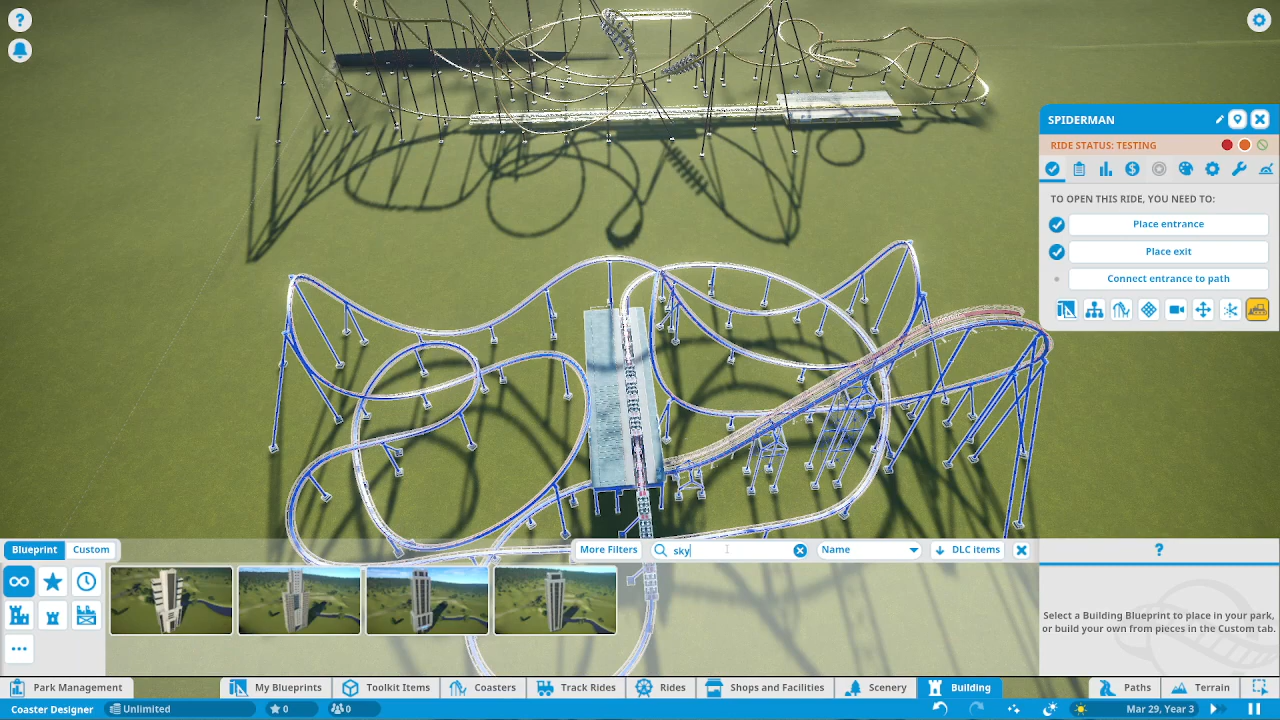 SPIDERMAN
RIDE STATUS: TESTING
TO OPEN THIS RIDE, YOU NEED TO:
Place entrance
Place exit
Connect entrance to path
Blueprint Custom
More Filters sky Name DLC items
Select a Building Blueprint to place in your park,
or build your own from pieces in the Custom tab.
Park Management My Blueprints Toolkit Items Coasters Track Rides Rides Shops and Facilities Scenery Building Paths Terrain
Coaster Designer Unlimited 0 0 Mar 29, Year 3